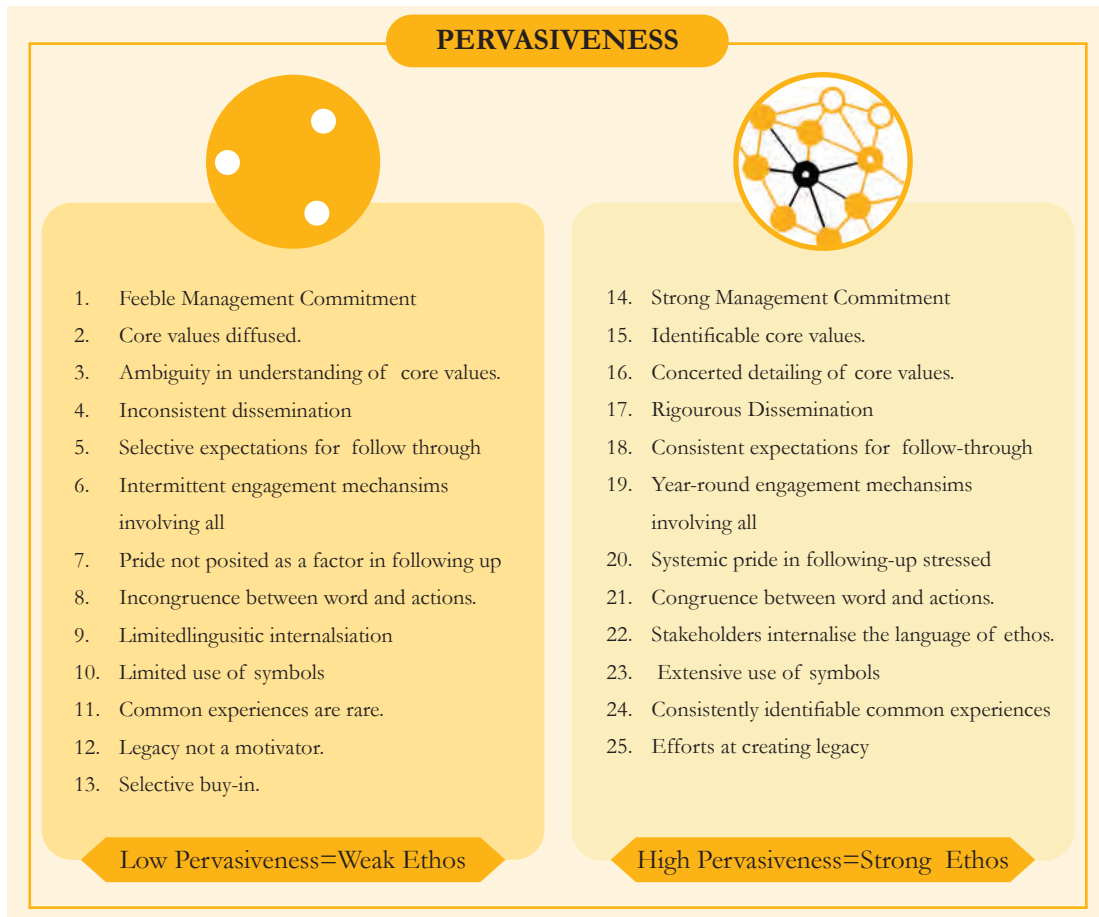 PERVASIVENESS
1. Feeble Management Commitment
2. Core values diffused.
3. Ambiguity in understanding of core values.
4. Inconsistent dissemination
5. Selective expectations for follow through
6. Intermittent engagement mechansims
involving all
7. Pride not posited as a factor in following up
8. Incongruence between word and actions.
9. Limitedlingusitic internalsiation
10. Limited use of symbols
11. Common experiences are rare.
12. Legacy not a motivator.
13. Selective buy-in.
Low Pervasiveness=Weak Ethos
14. Strong Management Commitment
15. Identificable core values.
16. Concerted detailing of core values.
17. Rigourous Dissemination
18. Consistent expectations for follow-through
19. Year-round engagement mechansims
involving all
20. Systemic pride in following-up stressed
21. Congruence between word and actions.
22. Stakeholders internalise the language of ethos.
23. Extensive use of symbols
24. Consistently identifiable common experiences
25. Efforts at creating legacy
High Pervasiveness=Strong Ethos